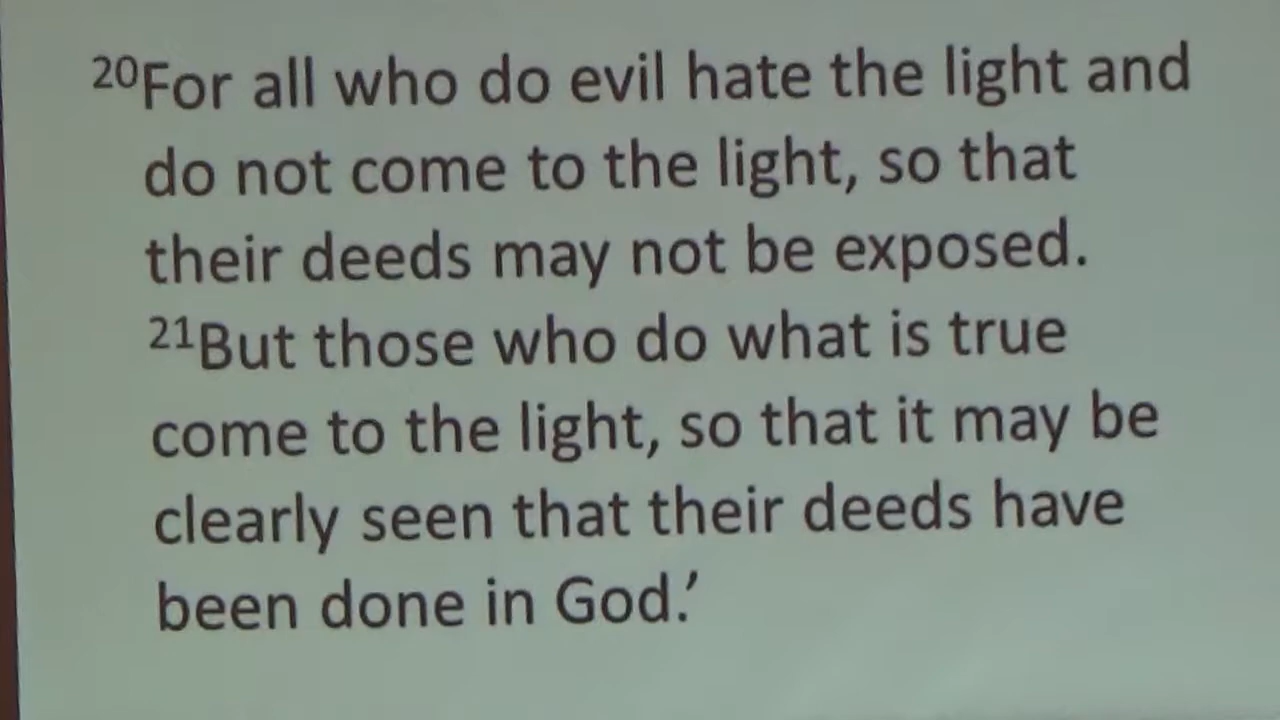 20For all who do evil hate the light and
do not come to the light, so that
their deeds may not be exposed.
21But those who do what is true
come to the light, so that it may be
clearly seen that their deeds have
been done in God.’